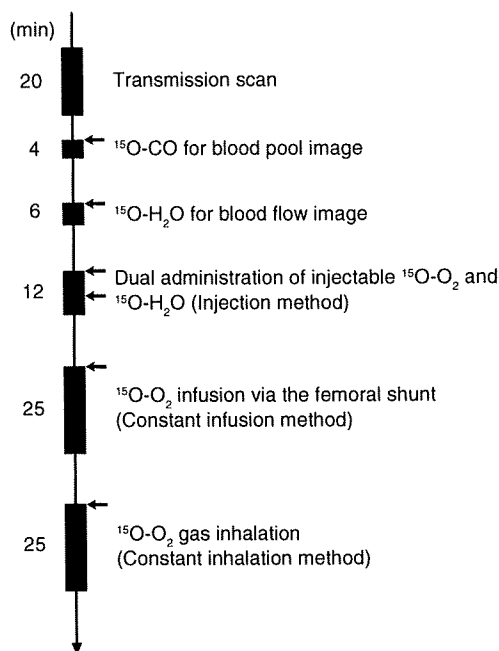 (min)
20 Transmission scan
4 ¹⁵O-CO for blood pool image
6 ¹⁵O-H₂O for blood flow image
12 Dual administration of injectable ¹⁵O-O₂ and
¹⁵O-H₂O (Injection method)
25 ¹⁵O-O₂ infusion via the femoral shunt
(Constant infusion method)
25 ¹⁵O-O₂ gas inhalation
(Constant inhalation method)